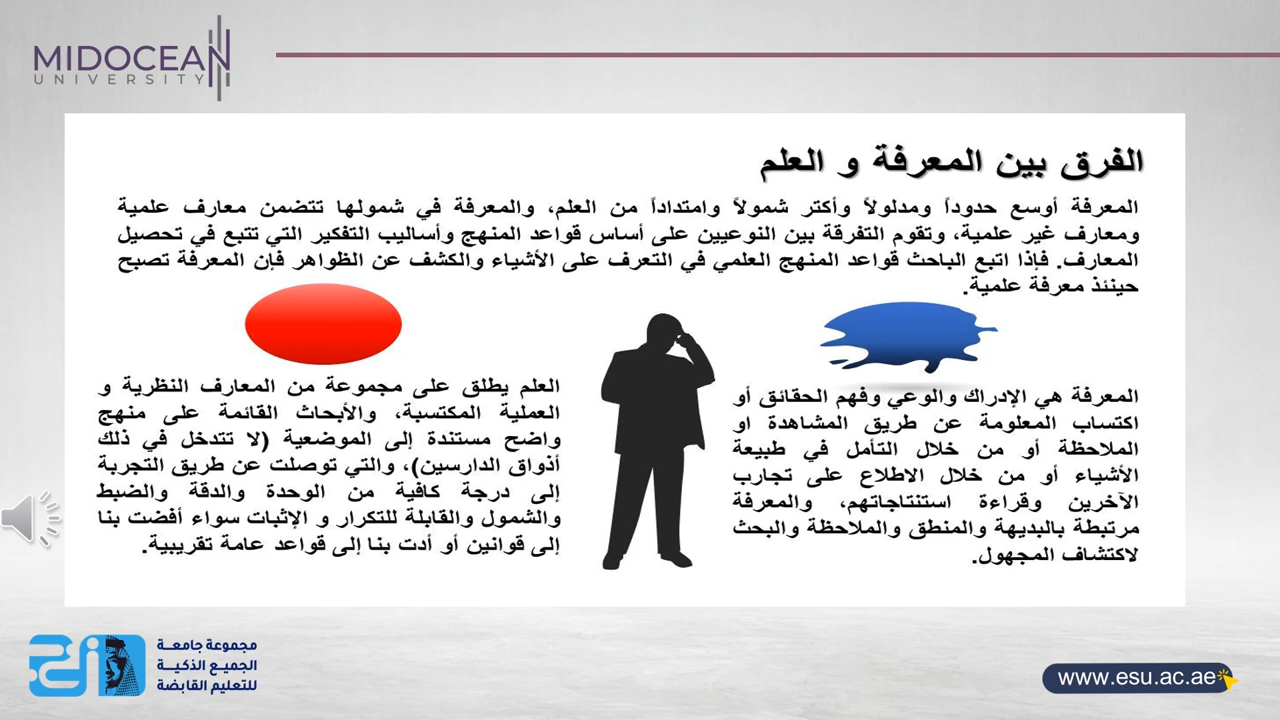 MIDOCEAN
UNIVERSITY
الفرق بين المعرفة و العلم
المعرفة أوسع حدوداً ومدلولاً وأكتر شمولاً وامتداداً من العلم، والمعرفة في شمولها تتضمن معارف علمية
ومعارف غير علمية، وتقوم التفرقة بين النوعيين على أساس قواعد المنهج وأساليب التفكير التي تتبع في تحصيل
المعارف. فإذا اتبع الباحث قواعد المنهج العلمي في التعرف على الأشياء والكشف عن الظواهر فإن المعرفة تصبح
حينئذ معرفة علمية.
المعرفة هي الإدراك والوعي وفهم الحقائق أو
اكتساب المعلومة عن طريق المشاهدة او
الملاحظة أو من خلال التأمل في طبيعة
الأشياء أو من خلال الاطلاع على تجارب
الآخرين وقراءة استنتاجاتهم، والمعرفة
مرتبطة بالبديهة والمنطق والملاحظة والبحث
لاكتشاف المجهول.
العلم يطلق على مجموعة من المعارف النظرية و
العملية المكتسبة، والأبحاث القائمة على منهج
واضح مستندة إلى الموضعية (لا تتدخل في ذلك
أذواق الدارسين)، والتي توصلت عن طريق التجربة
إلى درجة كافية من الوحدة والدقة والضبط
والشمول والقابلة للتكرار و الإثبات سواء أفضت بنا
إلى قوانين أو أدت بنا إلى قواعد عامة تقريبية.
مجموعة جامعة
الجميع الذكية
للتعليم القابضة
www.esu.ac.ae